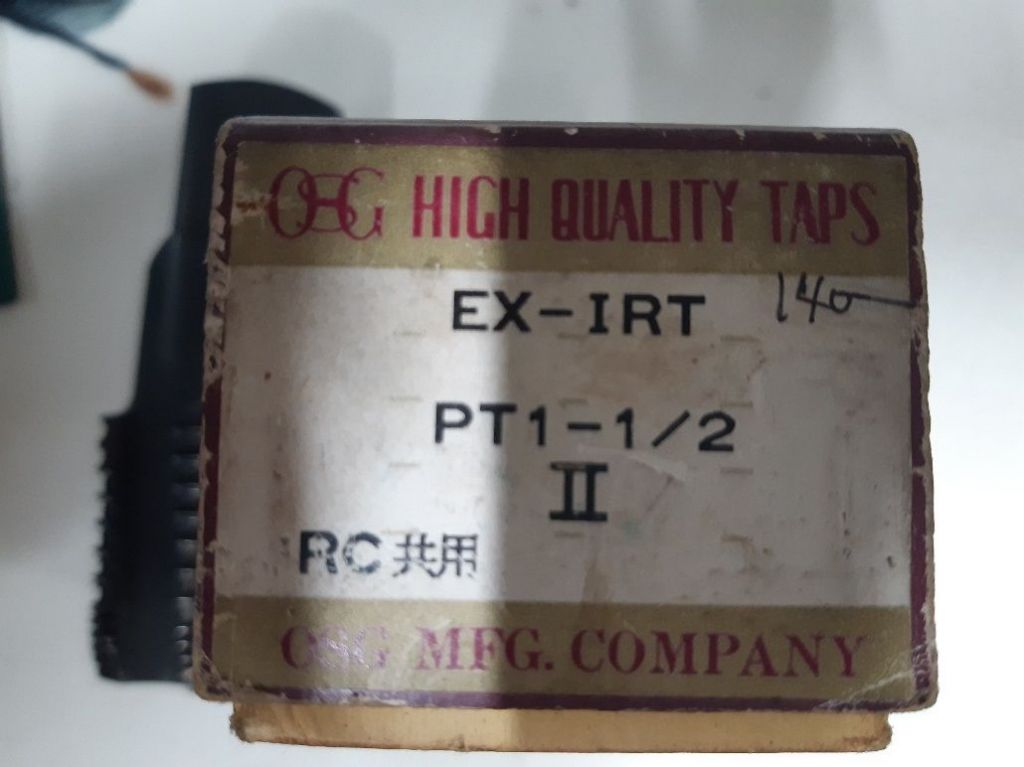 OSG HIGH QUALITY TAPS
EX-IRT
140
PT1-1/2
II
RC共用
OSG MFG. COMPANY